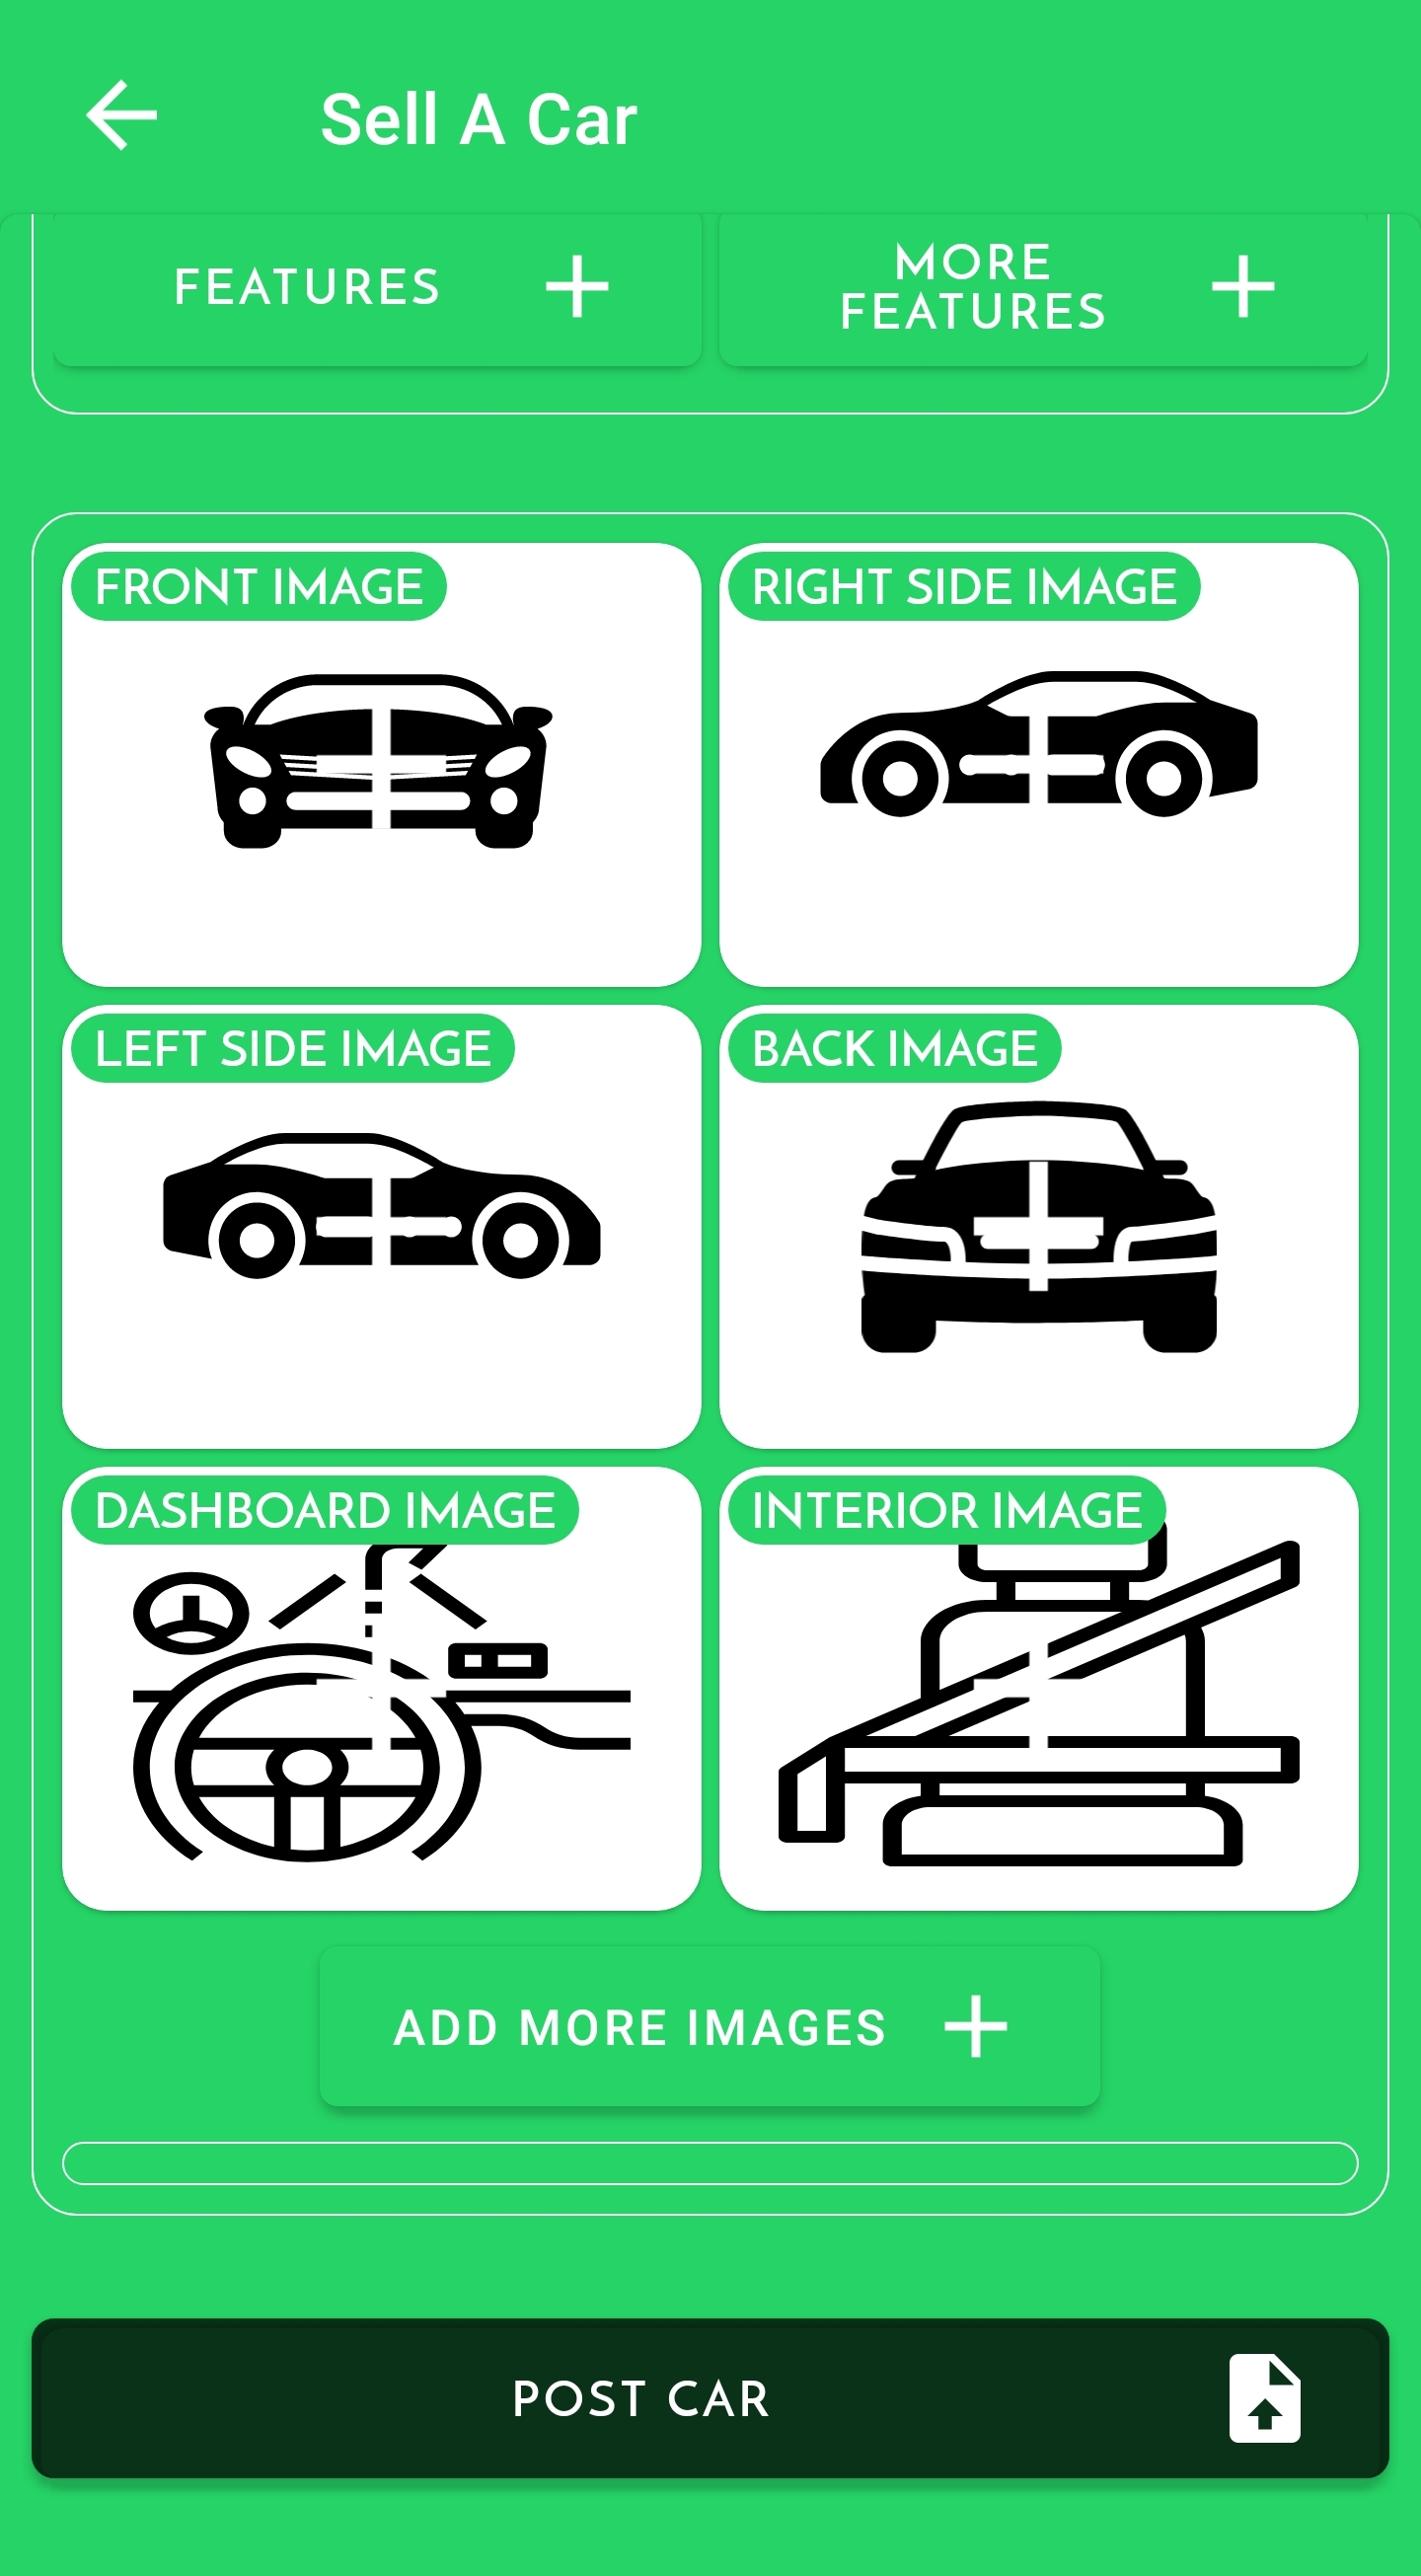 Sell A Car
FEATURES
MORE
FEATURES
FRONT IMAGE
RIGHT SIDE IMAGE
LEFT SIDE IMAGE
BACK IMAGE
DASHBOARD IMAGE
INTERIOR IMAGE
ADD MORE IMAGES
POST CAR